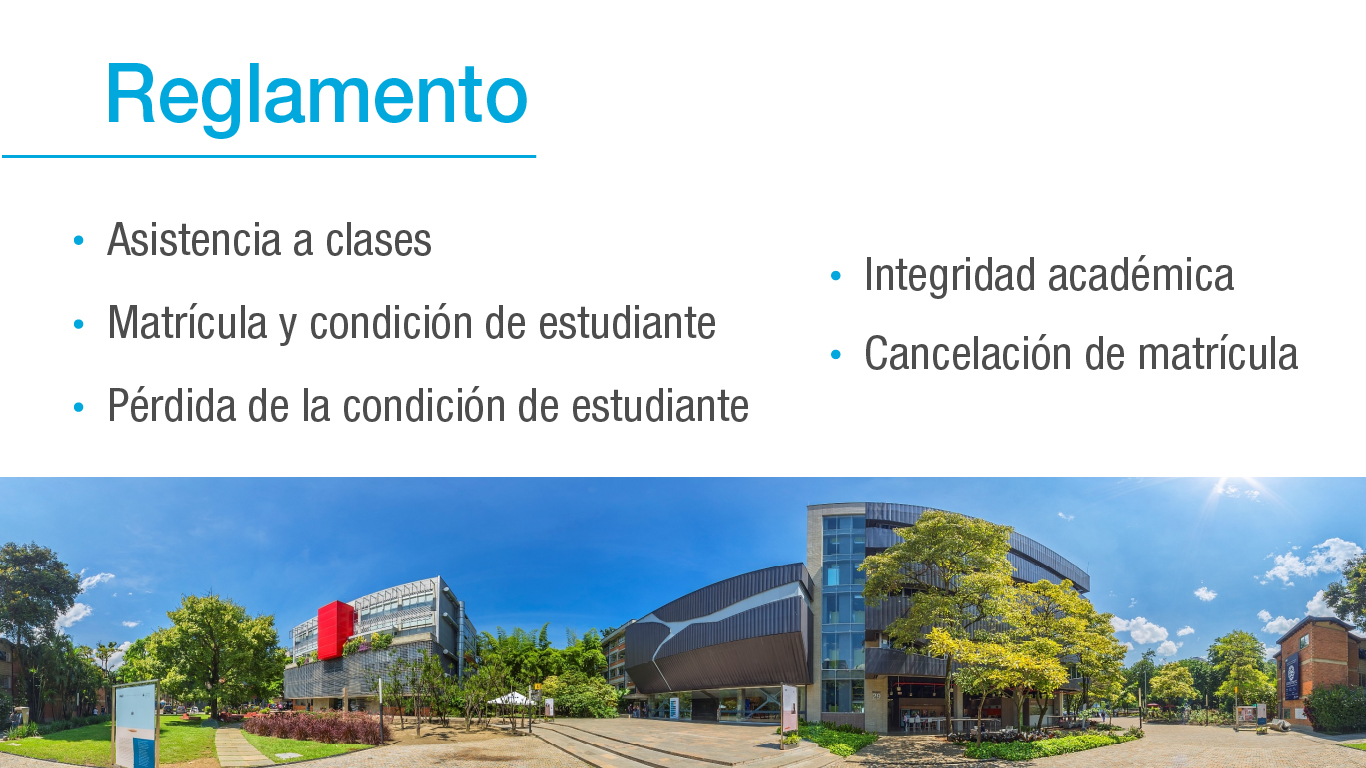 Reglamento
• Asistencia a clases
• Matrícula y condición de estudiante
• Pérdida de la condición de estudiante
• Integridad académica
• Cancelación de matrícula